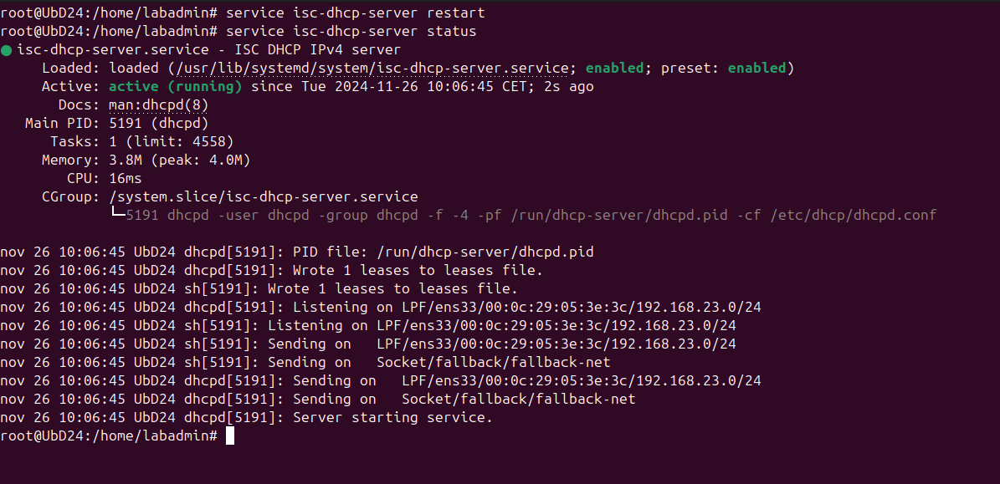 root@UbD24:/home/labadmin# service isc-dhcp-server restart
root@UbD24:/home/labadmin# service isc-dhcp-server status
● isc-dhcp-server.service - ISC DHCP IPv4 server
     Loaded: loaded (/usr/lib/systemd/system/isc-dhcp-server.service; enabled; preset: enabled)
     Active: active (running) since Tue 2024-11-26 10:06:45 CET; 2s ago
       Docs: man:dhcpd(8)
   Main PID: 5191 (dhcpd)
      Tasks: 1 (limit: 4558)
     Memory: 3.8M (peak: 4.0M)
        CPU: 16ms
     CGroup: /system.slice/isc-dhcp-server.service
             └─5191 dhcpd -user dhcpd -group dhcpd -f -4 -pf /run/dhcp-server/dhcpd.pid -cf /etc/dhcp/dhcpd.conf

nov 26 10:06:45 UbD24 dhcpd[5191]: PID file: /run/dhcp-server/dhcpd.pid
nov 26 10:06:45 UbD24 dhcpd[5191]: Wrote 1 leases to leases file.
nov 26 10:06:45 UbD24 sh[5191]: Wrote 1 leases to leases file.
nov 26 10:06:45 UbD24 dhcpd[5191]: Listening on LPF/ens33/00:0c:29:05:3e:3c/192.168.23.0/24
nov 26 10:06:45 UbD24 sh[5191]: Listening on LPF/ens33/00:0c:29:05:3e:3c/192.168.23.0/24
nov 26 10:06:45 UbD24 sh[5191]: Sending on   LPF/ens33/00:0c:29:05:3e:3c/192.168.23.0/24
nov 26 10:06:45 UbD24 sh[5191]: Sending on   Socket/fallback/fallback-net
nov 26 10:06:45 UbD24 dhcpd[5191]: Sending on   LPF/ens33/00:0c:29:05:3e:3c/192.168.23.0/24
nov 26 10:06:45 UbD24 dhcpd[5191]: Sending on   Socket/fallback/fallback-net
nov 26 10:06:45 UbD24 dhcpd[5191]: Server starting service.
root@UbD24:/home/labadmin#